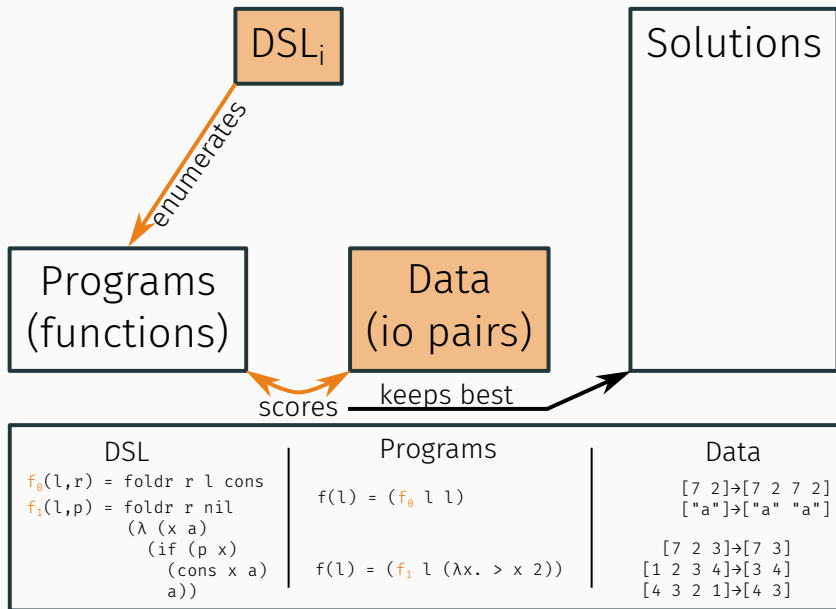 DSLi
Solutions
enumerates
Programs
(functions)
Data
(io pairs)
scores
keeps best
DSL
f₀(l,r) = foldr r l cons
f₁(l,p) = foldr r nil
(λ (x a)
(if (p x)
(cons x a)
a))
Programs
f(l) = (f₀ l l)
f(l) = (f₁ l (λx. > x 2))
Data
[7 2]→[7 2 7 2]
["a"]→["a" "a"]
[7 2 3]→[7 3]
[1 2 3 4]→[3 4]
[4 3 2 1]→[4 3]